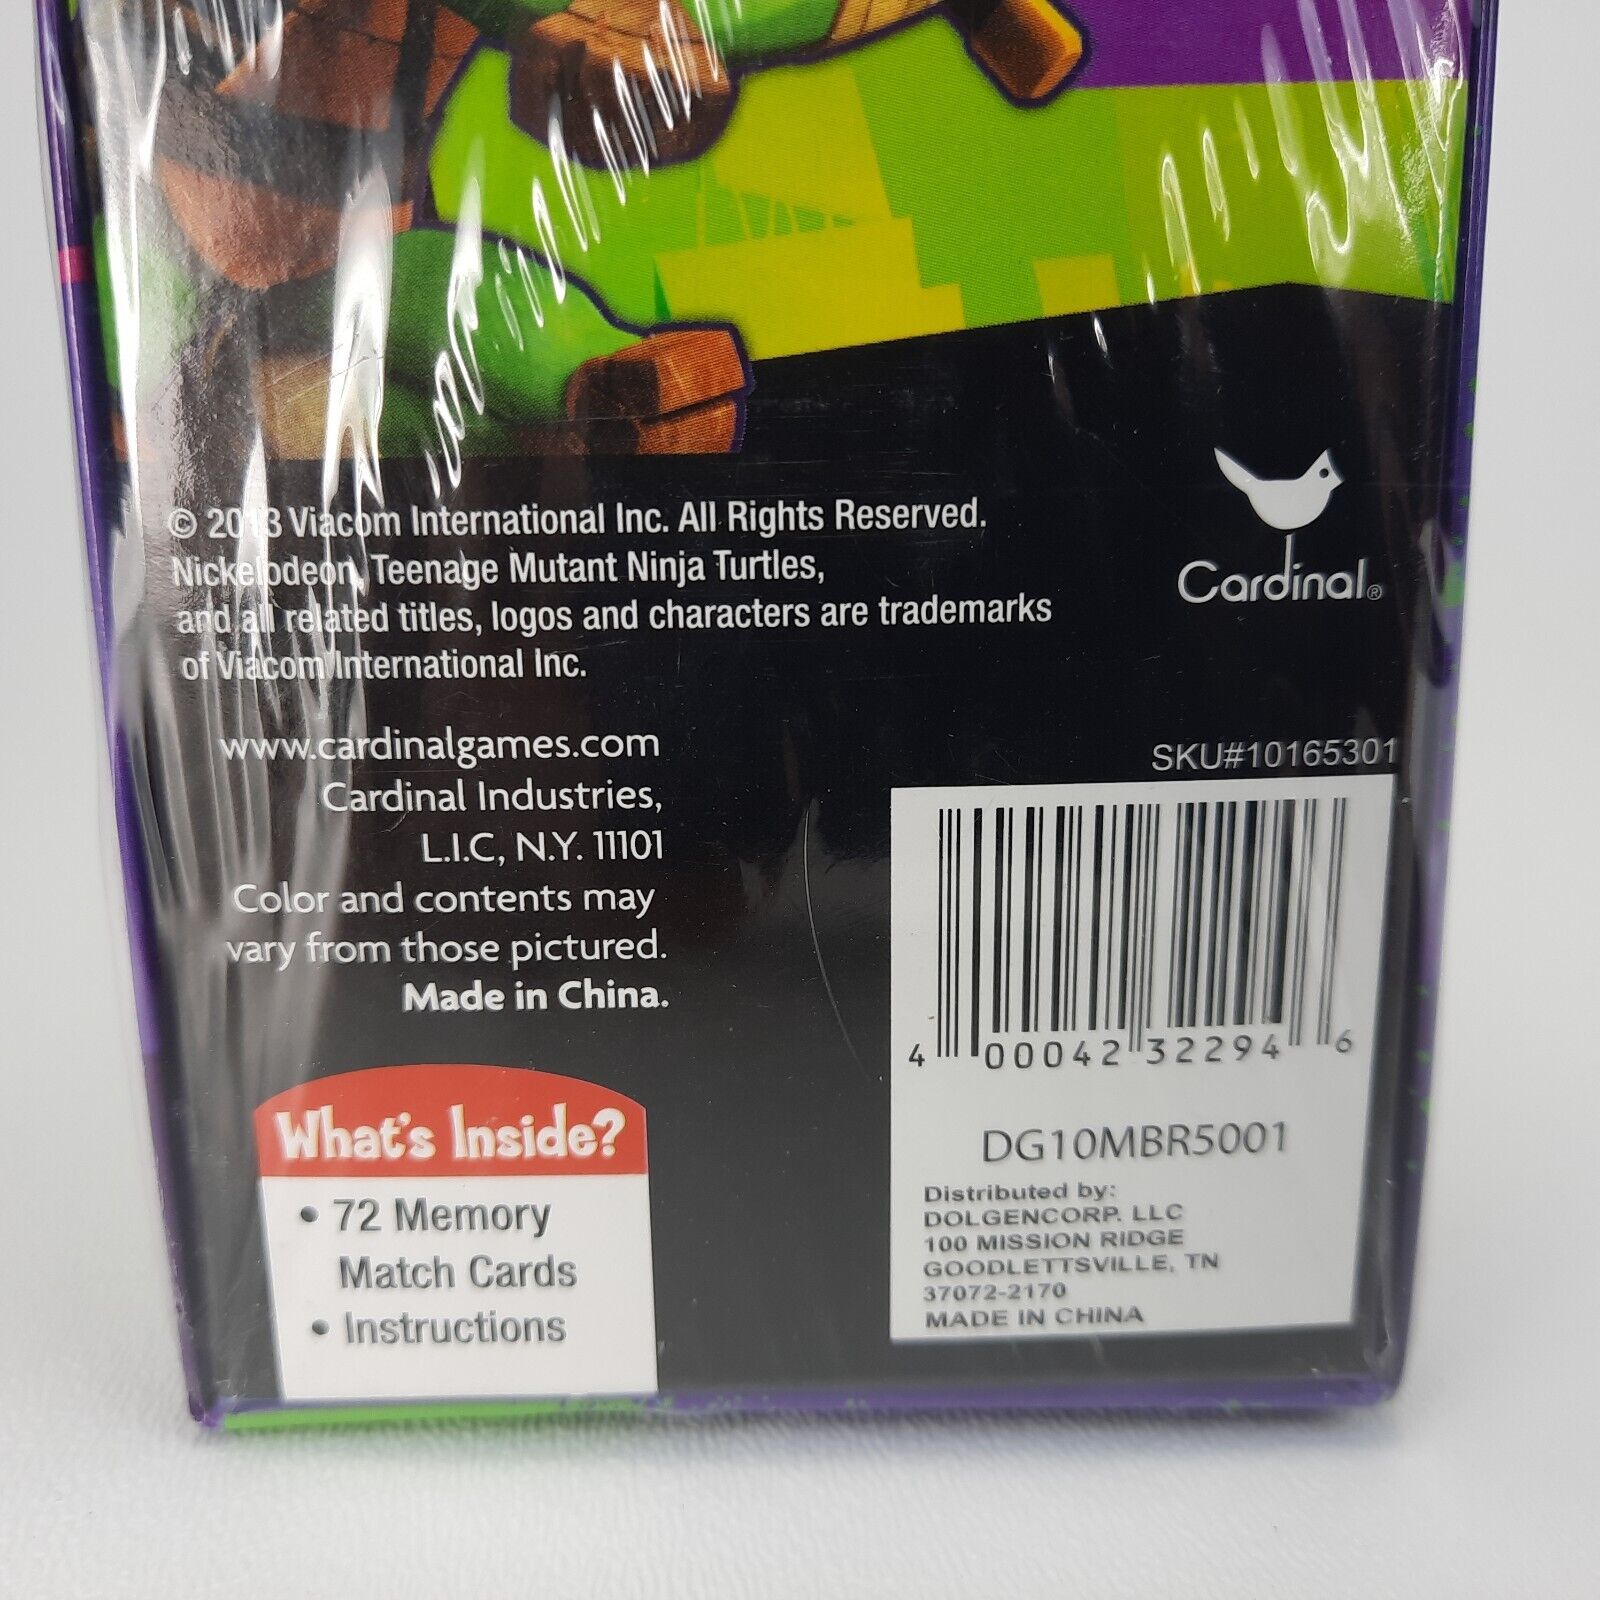 © 2013 Viacom International Inc. All Rights Reserved.
Nickelodeon, Teenage Mutant Ninja Turtles,
and all related titles, logos and characters are trademarks
of Viacom International Inc.
Cardinal®
www.cardinalgames.com
Cardinal Industries,
L.I.C, N.Y. 11101
Color and contents may
vary from those pictured.
Made in China.
What's Inside?
• 72 Memory
Match Cards
• Instructions
SKU#10165301
4 00042 32294 6
DG10MBR5001
Distributed by:
DOLGENCORP. LLC
100 MISSION RIDGE
GOODLETTSVILLE, TN
37072-2170
MADE IN CHINA